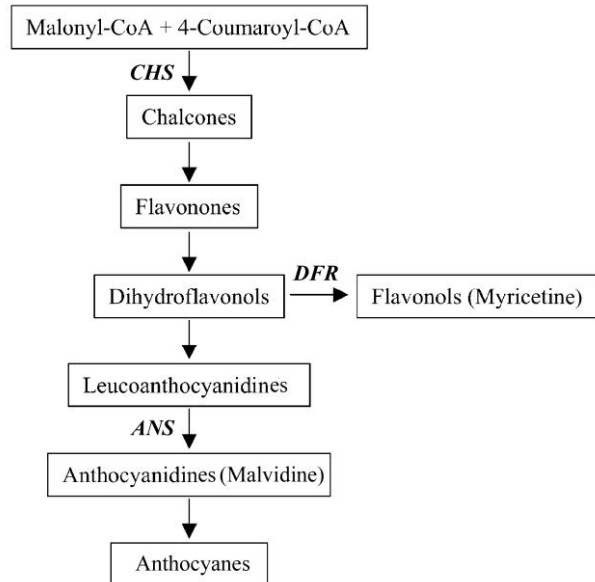 Malonyl-CoA + 4-Coumaroyl-CoA
CHS
Chalcones
Flavonones
DFR
Dihydroflavonols
Flavonols (Myricetine)
Leucoanthocyanidines
ANS
Anthocyanidines (Malvidine)
Anthocyanes